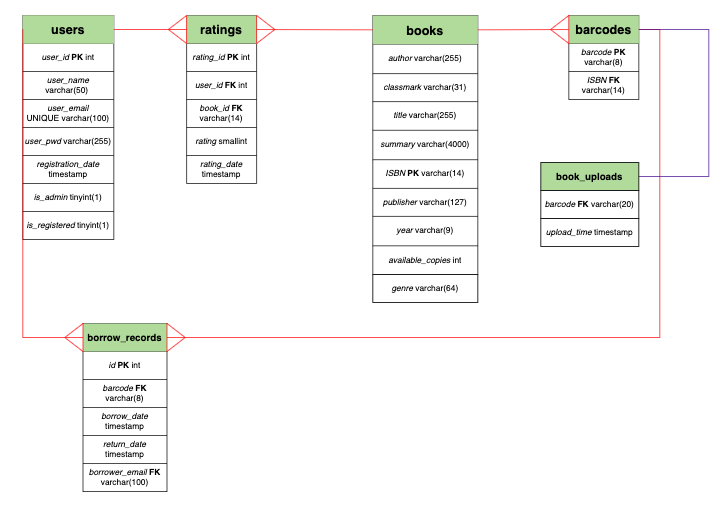 users
user_id PK int
user_name
varchar(50)
user_email
UNIQUE varchar(100)
user_pwd varchar(255)
registration_date
timestamp
is_admin tinyint(1)
is_registered tinyint(1)
ratings
rating_id PK int
user_id FK int
book_id FK
varchar(14)
rating smallint
rating_date
timestamp
books
author varchar(255)
classmark varchar(31)
title varchar(255)
summary varchar(4000)
ISBN PK varchar(14)
publisher varchar(127)
year varchar(9)
available_copies int
genre varchar(64)
barcodes
barcode PK
varchar(8)
ISBN FK
varchar(14)
book_uploads
barcode FK varchar(20)
upload_time timestamp
borrow_records
id PK int
barcode FK
varchar(8)
borrow_date
timestamp
return_date
timestamp
borrower_email FK
varchar(100)